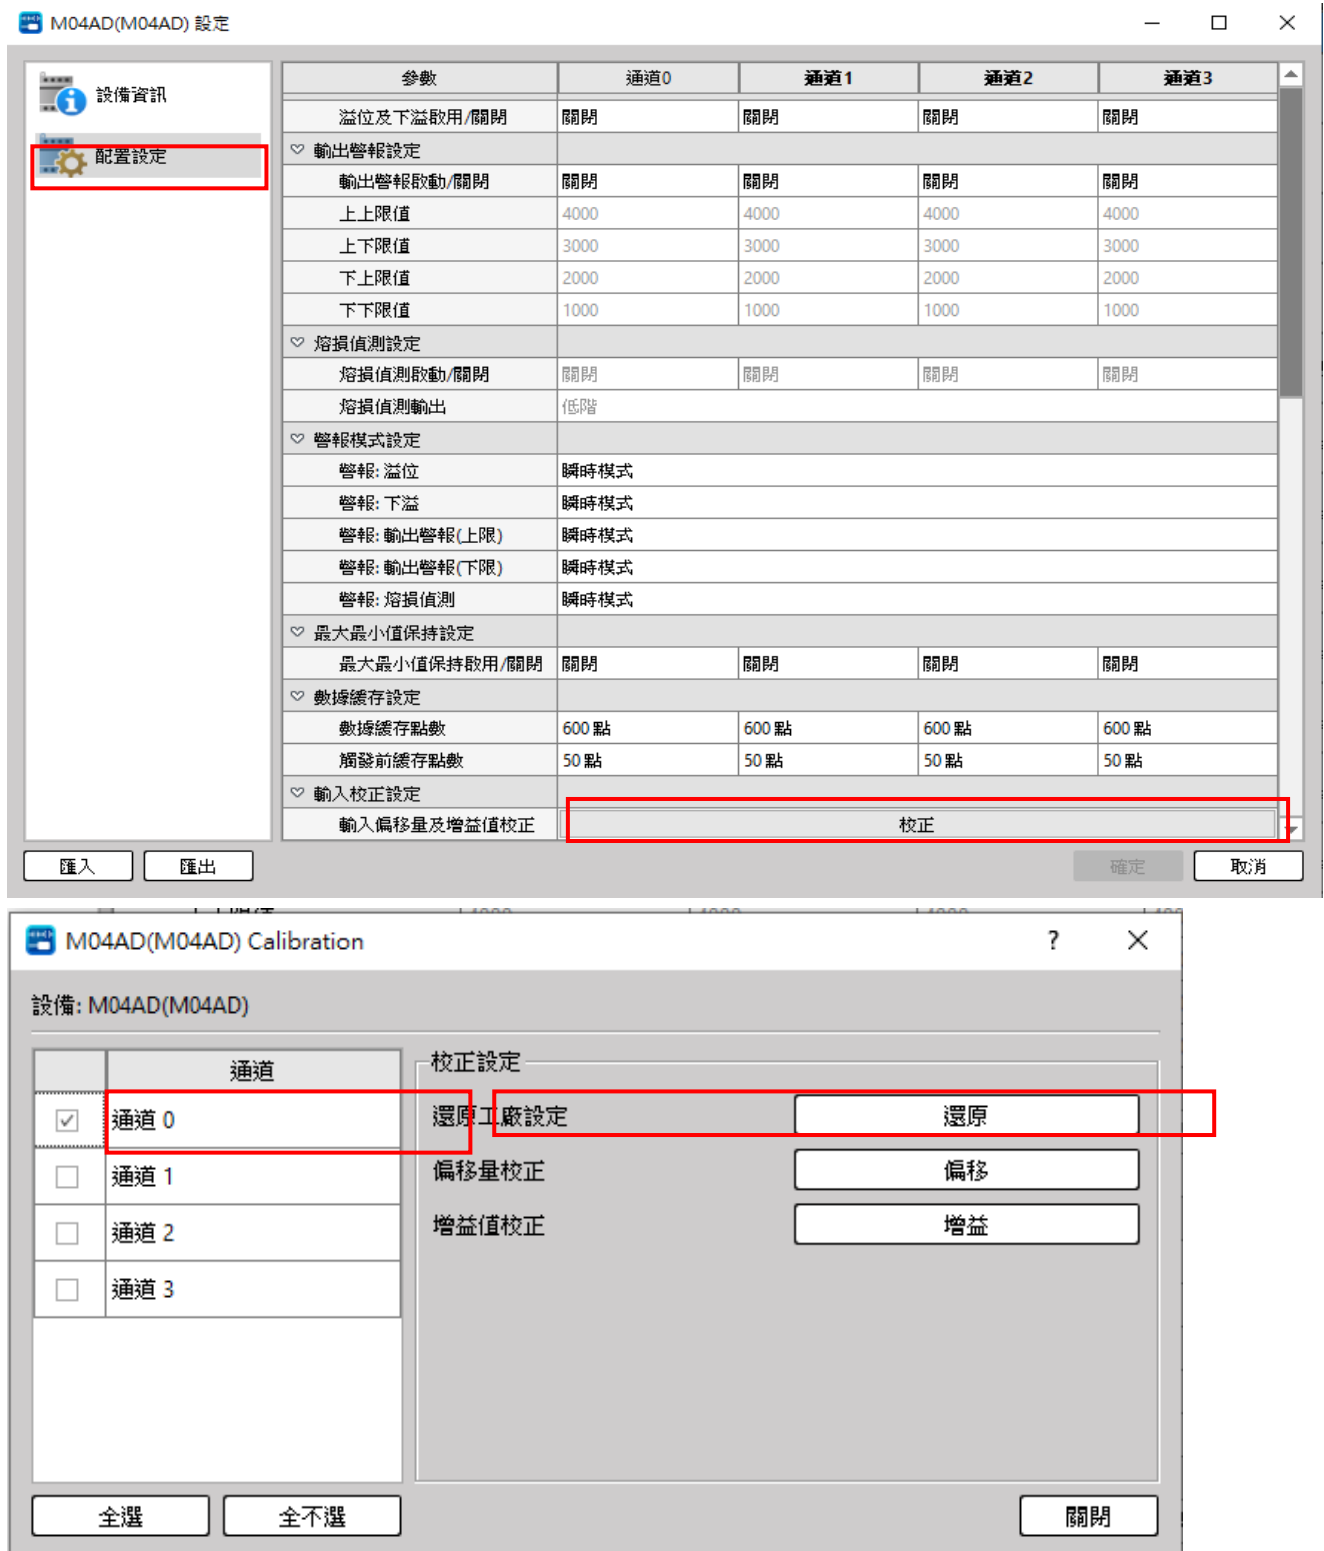 M04AD(M04AD) 設定
設備資訊
配置設定
參數 通道0 通道1 通道2 通道3
溢位及下溢啟用/關閉 關閉 關閉 關閉 關閉
輸出警報設定
輸出警報啟動/關閉 關閉 關閉 關閉 關閉
上上限值 4000 4000 4000 4000
上下限值 3000 3000 3000 3000
下上限值 2000 2000 2000 2000
下下限值 1000 1000 1000 1000
熔損偵測設定
熔損偵測啟動/關閉 關閉 關閉 關閉 關閉
熔損偵測輸出 低階
警報模式設定
警報: 溢位 瞬時模式
警報: 下溢 瞬時模式
警報: 輸出警報(上限) 瞬時模式
警報: 輸出警報(下限) 瞬時模式
警報: 熔損偵測 瞬時模式
最大最小值保持設定
最大最小值保持啟用/關閉 關閉 關閉 關閉 關閉
數據緩存設定
數據緩存點數 600 點 600 點 600 點 600 點
觸發前緩存點數 50 點 50 點 50 點 50 點
輸入校正設定
輸入偏移量及增益值校正 校正
匯入 匯出 確定 取消
M04AD(M04AD) Calibration
設備: M04AD(M04AD)
通道
通道 0
通道 1
通道 2
通道 3
校正設定
還原工廠設定 還原
偏移量校正 偏移
增益值校正 增益
全選 全不選 關閉